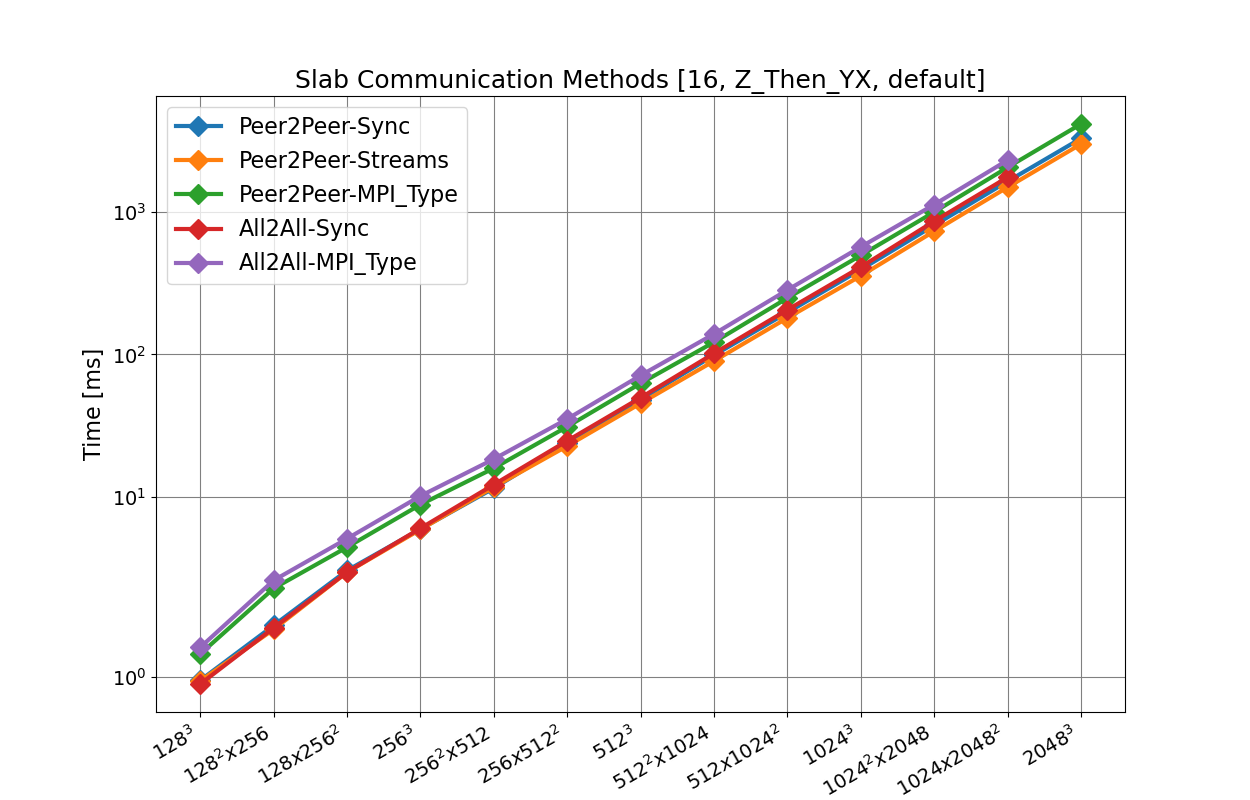 Slab Communication Methods [16, Z_Then_YX, default]
Peer2Peer-Sync
Peer2Peer-Streams
Peer2Peer-MPI_Type
All2All-Sync
All2All-MPI_Type
Time [ms]
10³
10²
10¹
10⁰
128³
128²x256
128x256²
256³
256²x512
256x512²
512³
512²x1024
512x1024²
1024³
1024²x2048
1024x2048²
2048³